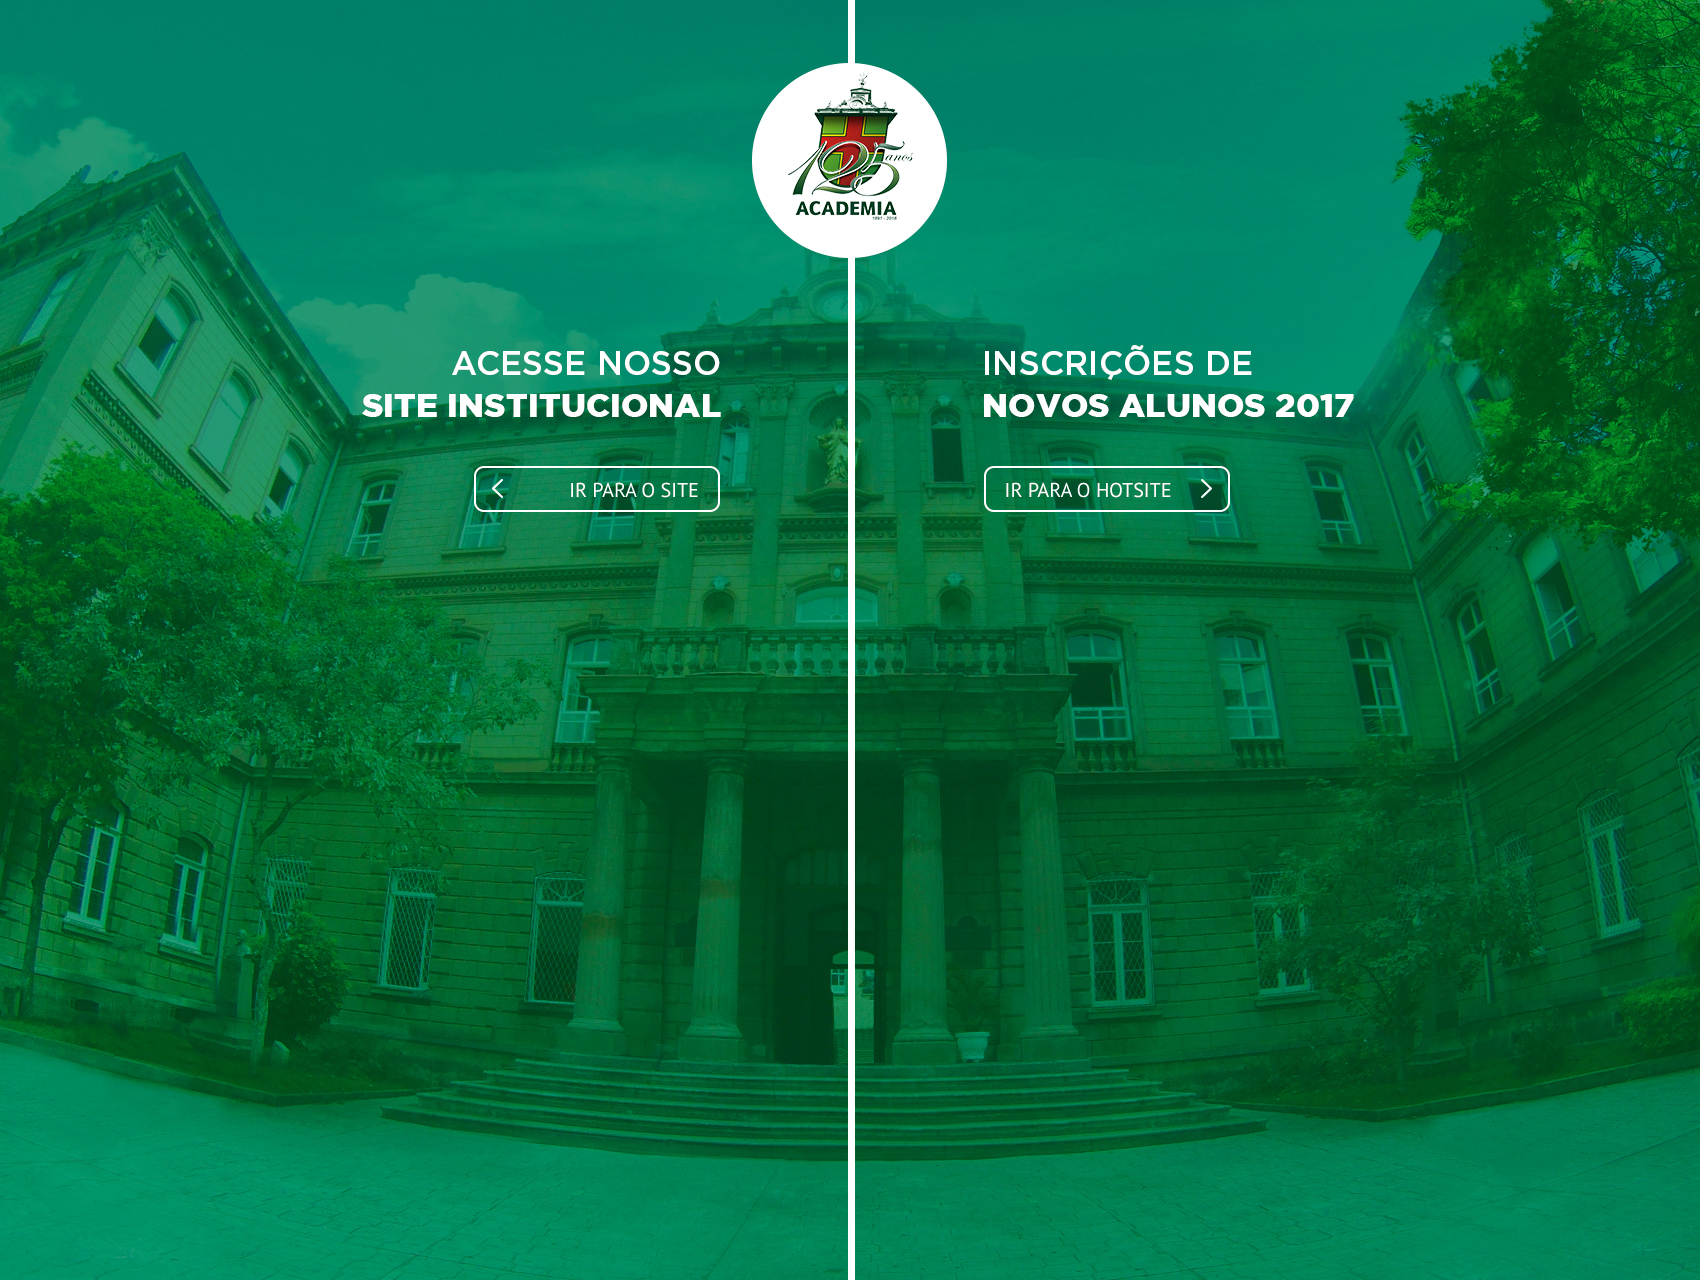 125 anos
ACADEMIA
ACESSE NOSSO
SITE INSTITUCIONAL
IR PARA O SITE
INSCRIÇÕES DE
NOVOS ALUNOS 2017
IR PARA O HOTSITE